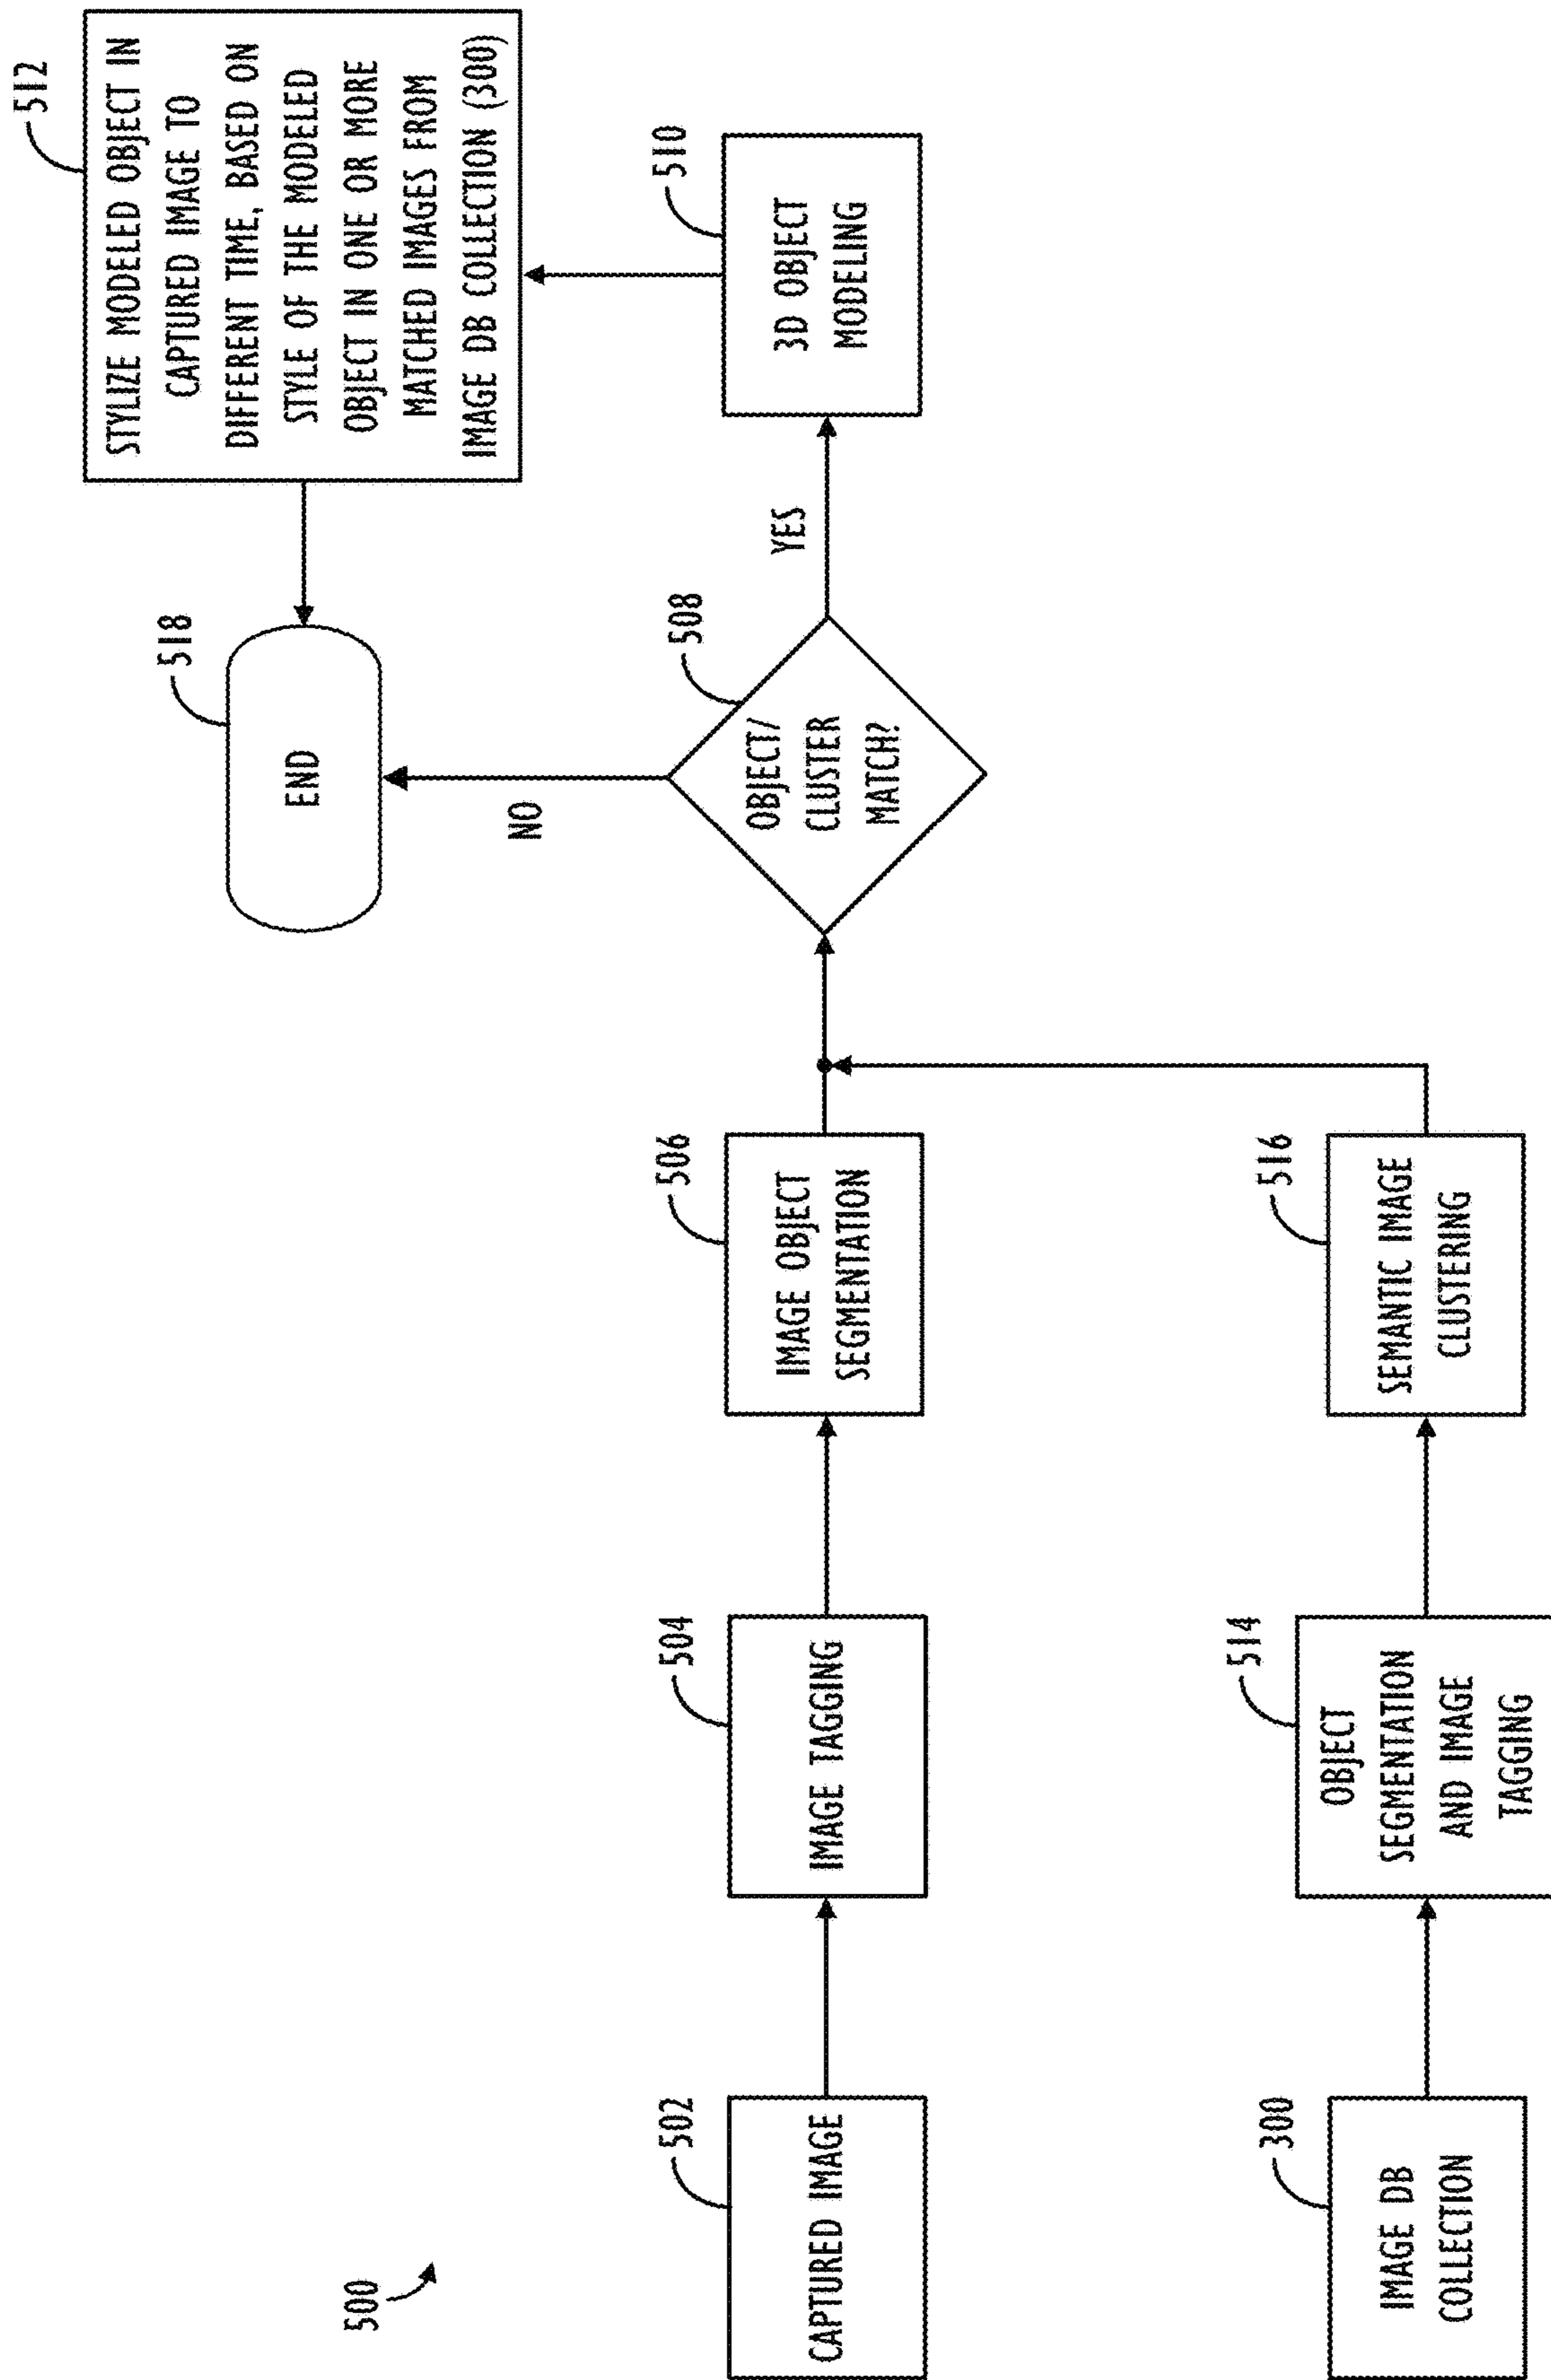 500
502
CAPTURED IMAGE
504
IMAGE TAGGING
506
IMAGE OBJECT
SEGMENTATION
508
OBJECT/
CLUSTER
MATCH?
NO
YES
518
END
510
3D OBJECT
MODELING
512
STYLIZE MODELED OBJECT IN
CAPTURED IMAGE TO
DIFFERENT TIME, BASED ON
STYLE OF THE MODELED
OBJECT IN ONE OR MORE
MATCHED IMAGES FROM
IMAGE DB COLLECTION (300)
300
IMAGE DB
COLLECTION
514
OBJECT
SEGMENTATION
AND IMAGE
TAGGING
516
SEMANTIC IMAGE
CLUSTERING